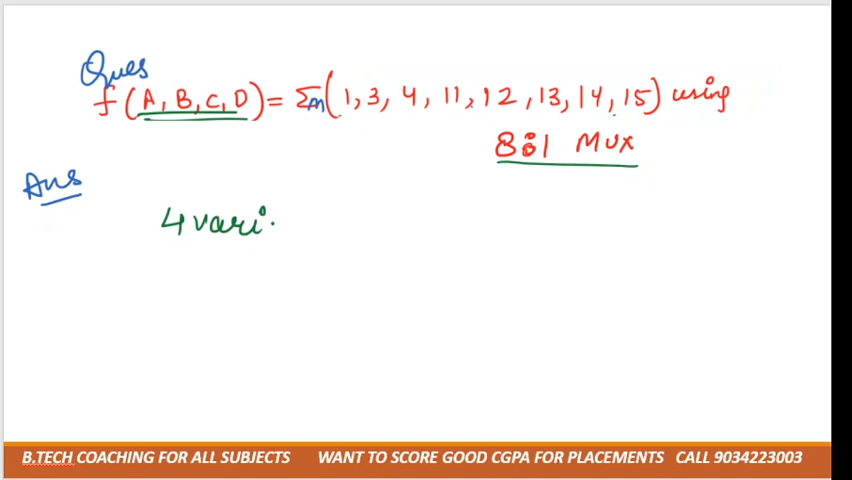 Ques
f(A, B, C, D) = Σm(1, 3, 4, 11, 12, 13, 14, 15) using
8:1 MUX
Ans
4 vari.
B.TECH COACHING FOR ALL SUBJECTS WANT TO SCORE GOOD CGPA FOR PLACEMENTS CALL 9034223003